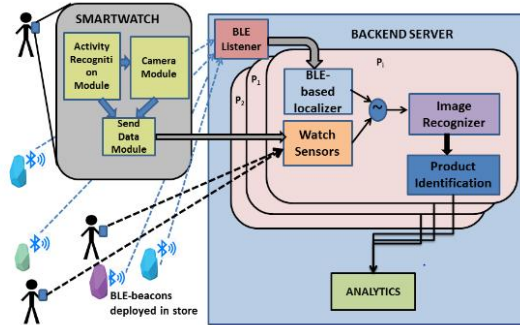 SMARTWATCH
Activity
Recogniti
on Module
Camera
Module
Send
Data
Module
BLE
Listener
BACKEND SERVER
Pi
P1
P2
BLE-
based
localizer
~
Watch
Sensors
Image
Recognizer
Product
Identification
ANALYTICS
BLE-beacons
deployed in store